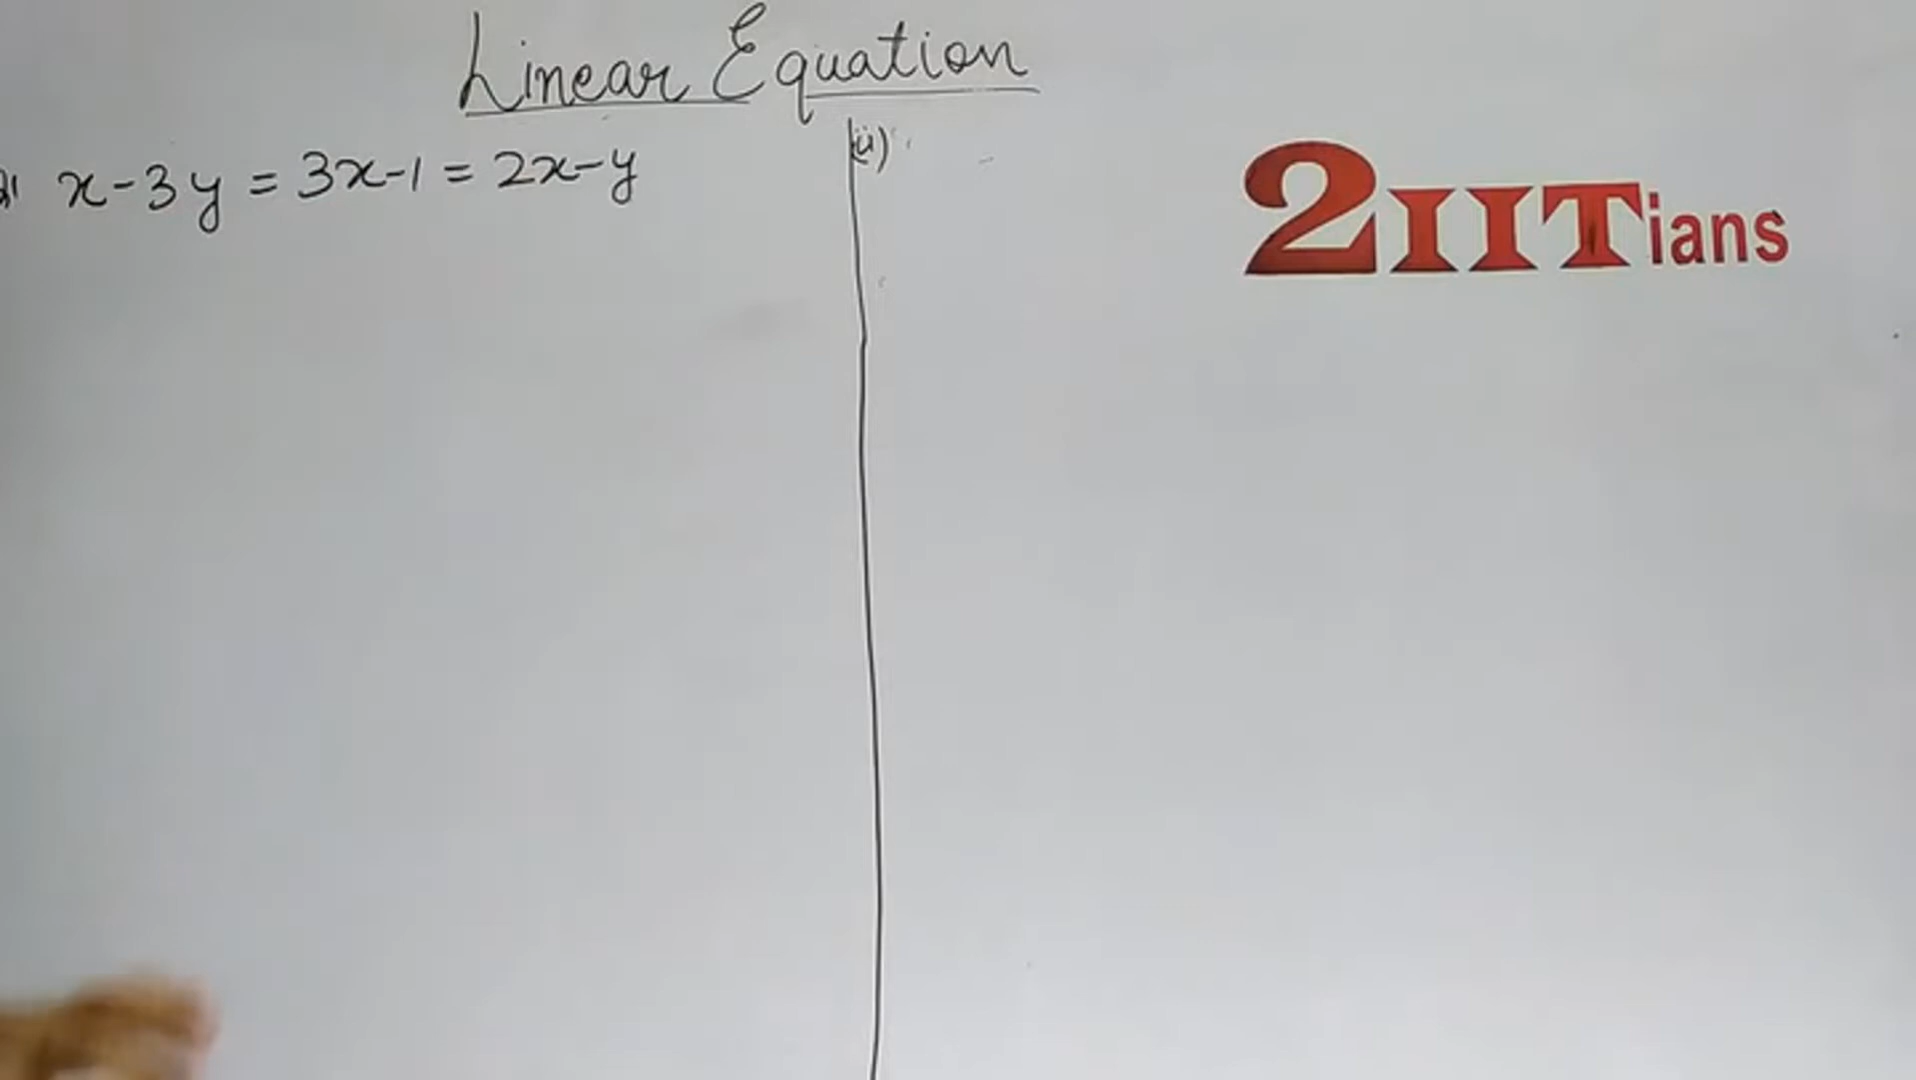 Linear Equation
x-3y = 3x-1 = 2x-y
(ii)
2IITians